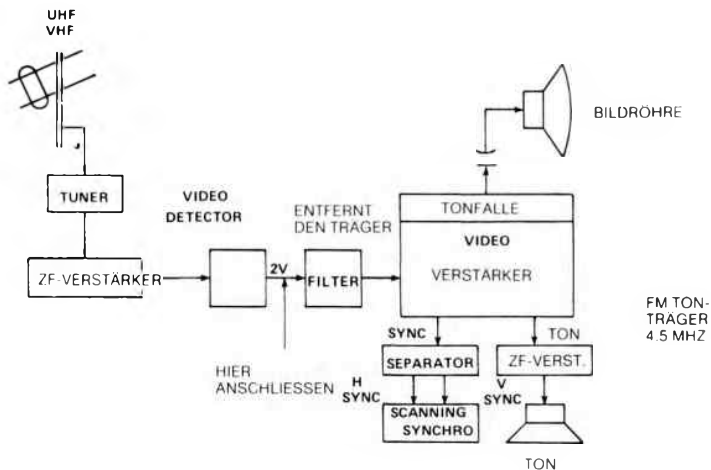 UHF
VHF
TUNER
ZF-VERSTÄRKER
VIDEO
DETECTOR
2V
HIER
ANSCHLIESSEN
ENTFERNT
DEN TRÄGER
FILTER
TONFALLE
VIDEO
VERSTÄRKER
BILDRÖHRE
FM TON-
TRÄGER
4.5 MHZ
SYNC
SEPARATOR
H
SYNC
SCANNING
SYNCHRO
TON
ZF-VERST.
V
SYNC
TON